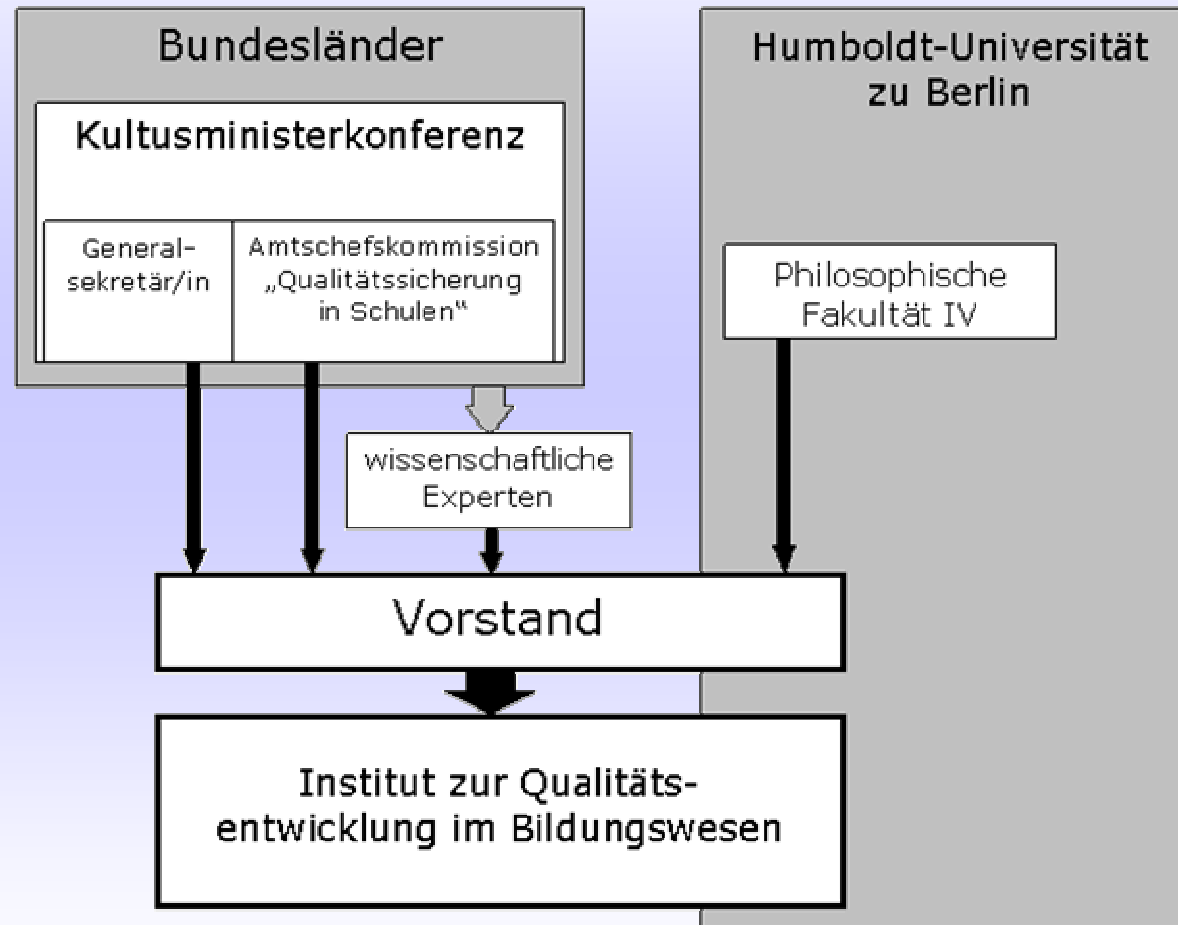 Bundesländer
Kultusministerkonferenz
General-
sekretär/in
Amtschefskommission
„Qualitätssicherung
in Schulen“
wissenschaftliche
Experten
Humboldt-Universität
zu Berlin
Philosophische
Fakultät IV
Vorstand
Institut zur Qualitäts-
entwicklung im Bildungswesen